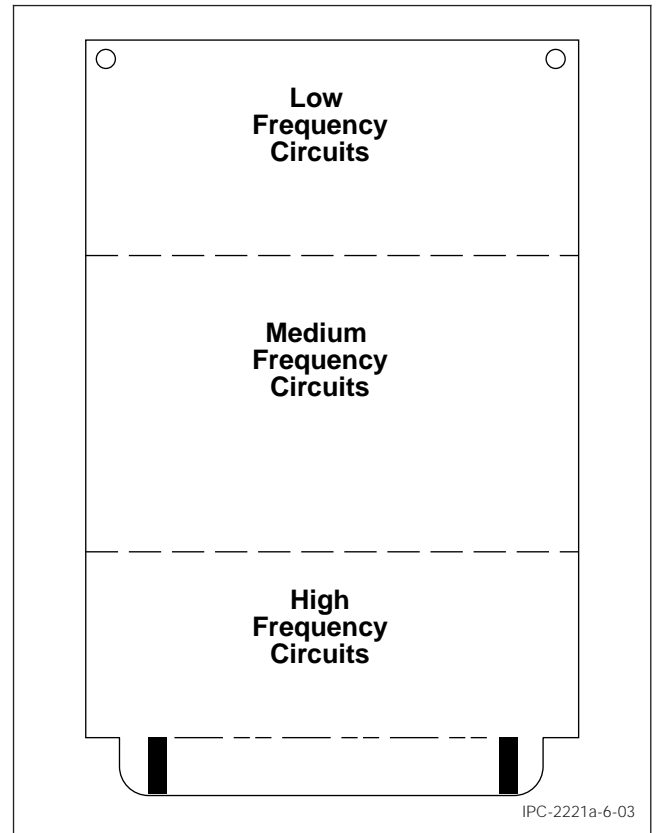 Low
Frequency
Circuits
Medium
Frequency
Circuits
High
Frequency
Circuits
IPC-2221a-6-03